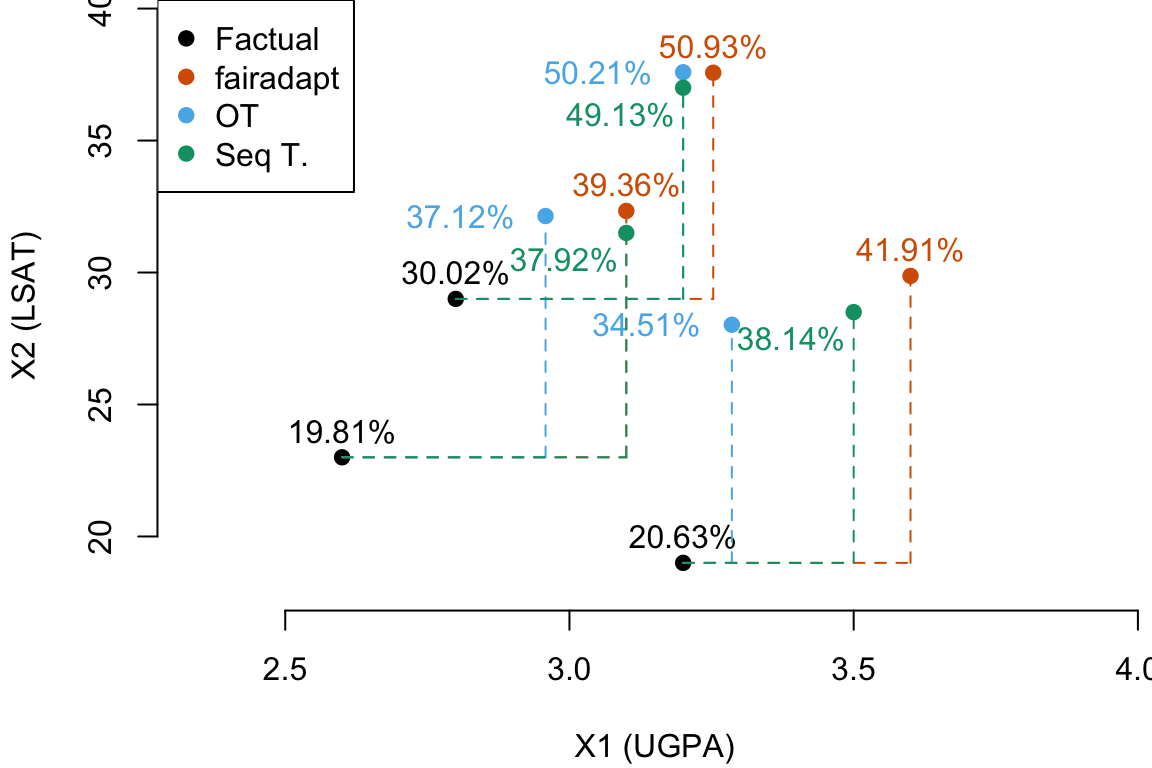 40
Factual
fairadapt
OT
Seq T.
50.93%
50.21%
49.13%
35
39.36%
37.12%
37.92%
41.91%
30
30.02%
34.51%
38.14%
X2 (LSAT)
25
19.81%
20
20.63%
2.5 3.0 3.5 4.0
X1 (UGPA)